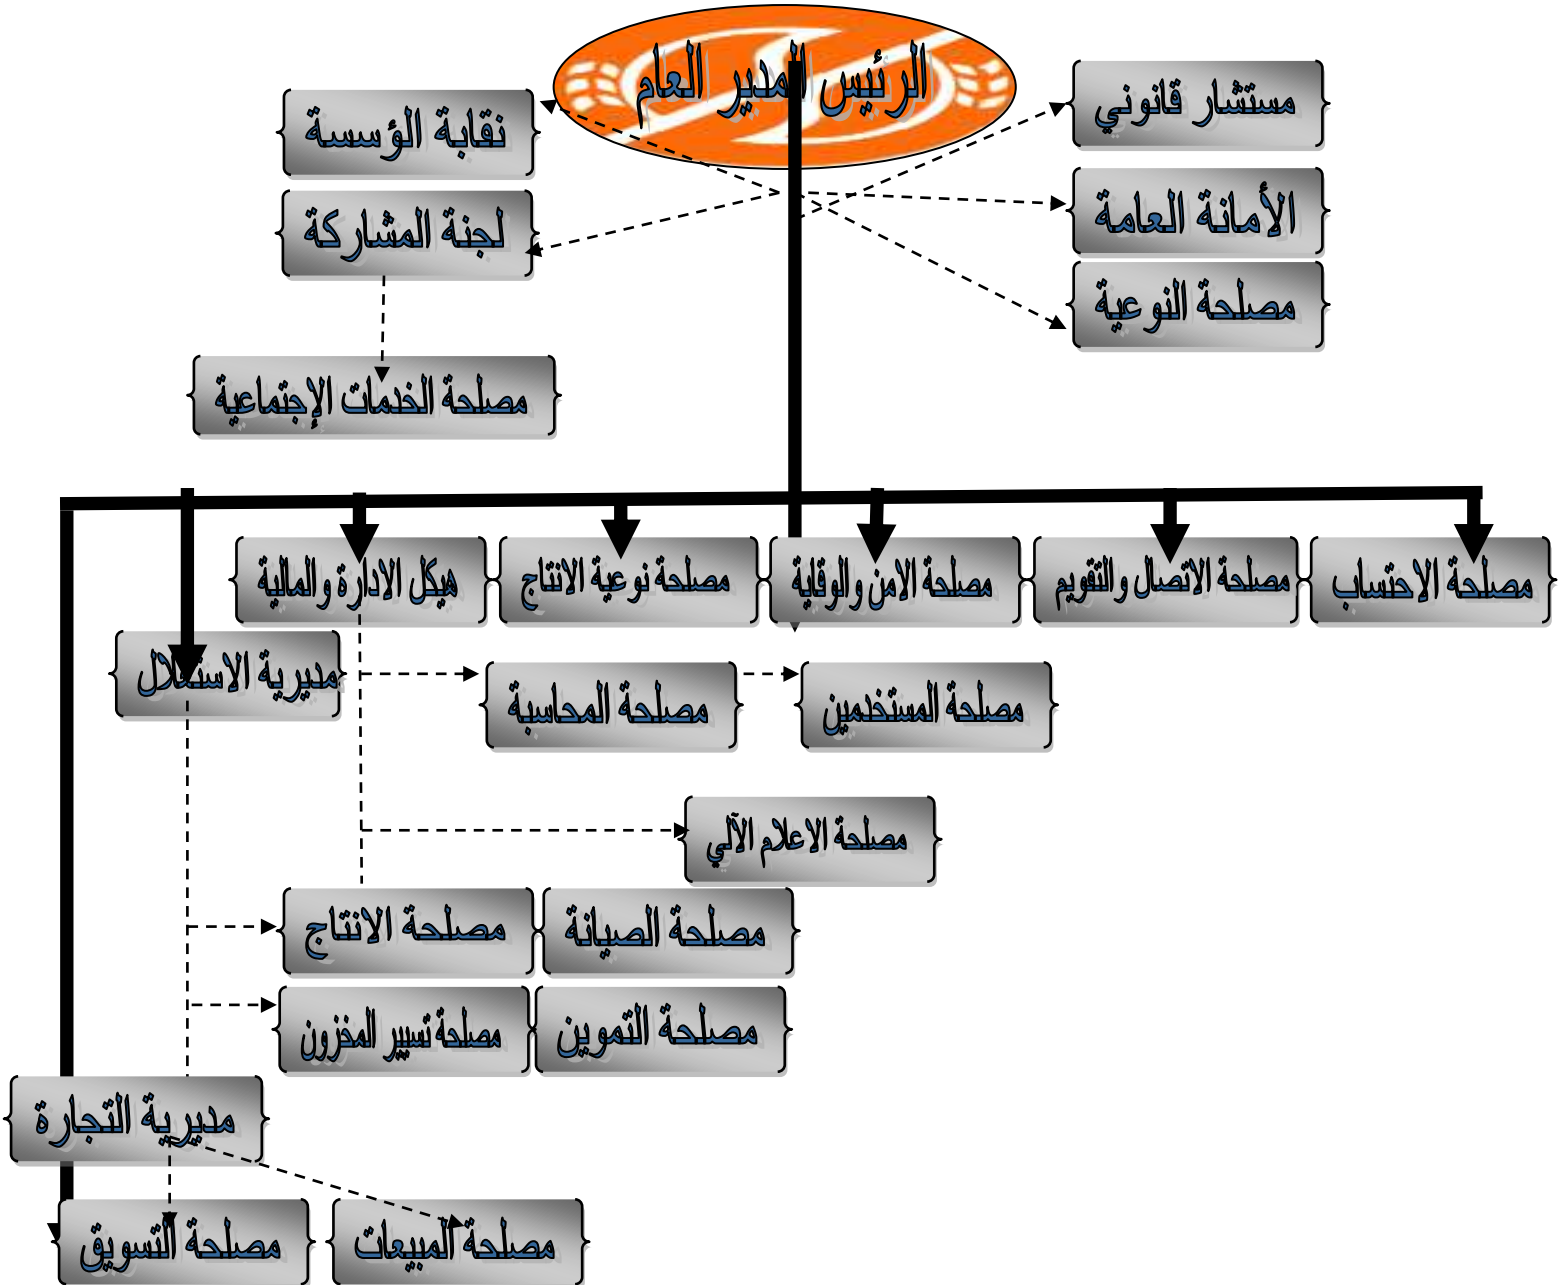 الرئيس المدير العام
مستشار قانوني
نقابة الؤسسة
الأمانة العامة
لجنة المشاركة
مصلحة النوعية
مصلحة الخدمات الإجتماعية
مصلحة الاحتساب
مصلحة الاتصال والتقويم
مصلحة الامن والوقاية
مصلحة نوعية الانتاج
هيكل الادارة والمالية
مديرية الاستغلال
مصلحة المستخدمين
مصلحة المحاسبة
مصلحة الاعلام الآلي
مصلحة الصيانة
مصلحة الانتاج
مصلحة التموين
مصلحة تسيير المخزون
مديرية التجارة
مصلحة المبيعات
مصلحة التسويق